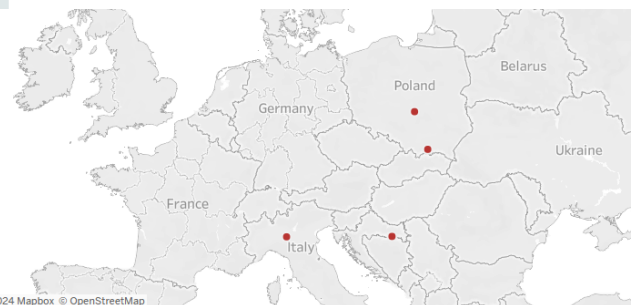 Poland
Belarus
Germany
Ukraine
France
Italy
024 Mapbox © OpenStreetMap